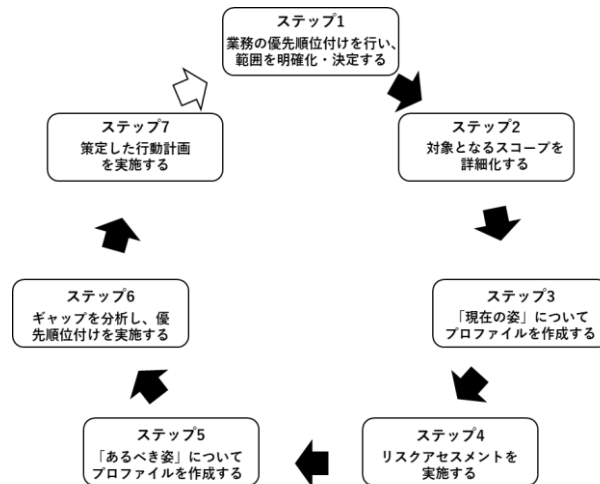 ステップ1
業務の優先順位付けを行い、
範囲を明確化・決定する
ステップ2
対象となるスコープを
詳細化する
ステップ3
「現在の姿」について
プロファイルを作成する
ステップ4
リスクアセスメントを
実施する
ステップ5
「あるべき姿」について
プロファイルを作成する
ステップ6
ギャップを分析し、優
先順位付けを実施する
ステップ7
策定した行動計画
を実施する